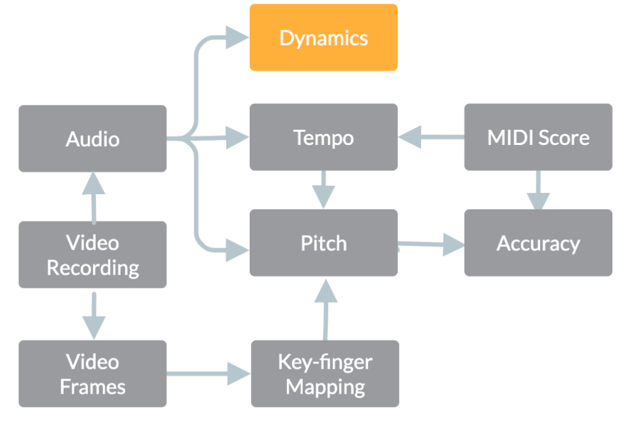 Dynamics
Audio
Tempo
MIDI Score
Video
Recording
Pitch
Accuracy
Video
Frames
Key-finger
Mapping